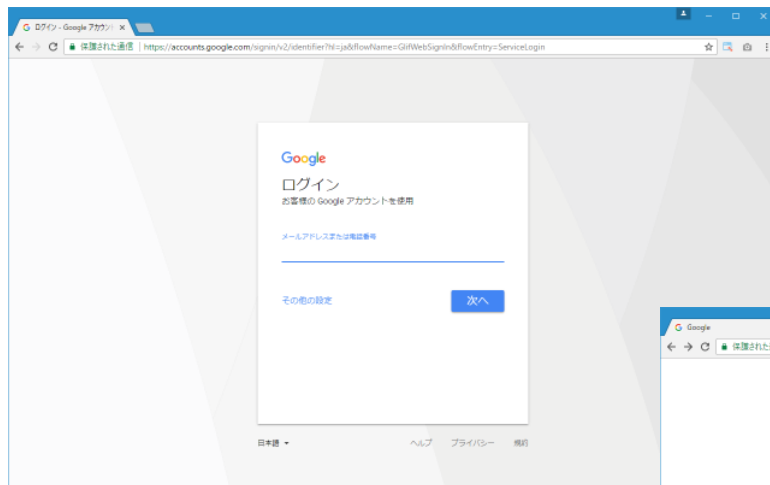 ログイン - Google アカウント
保護された通信 https://accounts.google.com/signin/v2/identifier?hl=ja&flowName=GlifWebSignIn&flowEntry=ServiceLogin
Google
ログイン
お客様の Google アカウントを使用
メールアドレスまたは電話番号
その他の設定 次へ
Google
保護された
日本語 ヘルプ プライバシー 規約